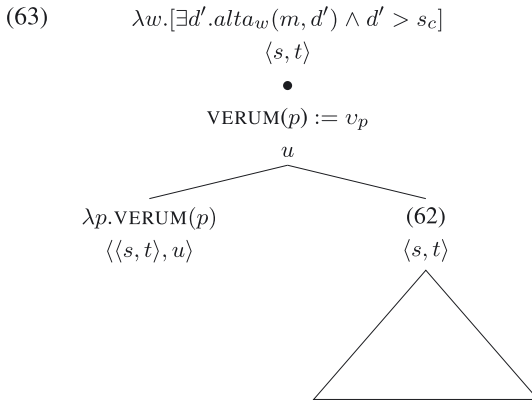 (63) λw.[∃d′.alta_w(m, d′) ∧ d′ > s_c]
⟨s, t⟩
•
VERUM(p) := υ_p
u
λp.VERUM(p) (62)
⟨⟨s, t⟩, u⟩ ⟨s, t⟩